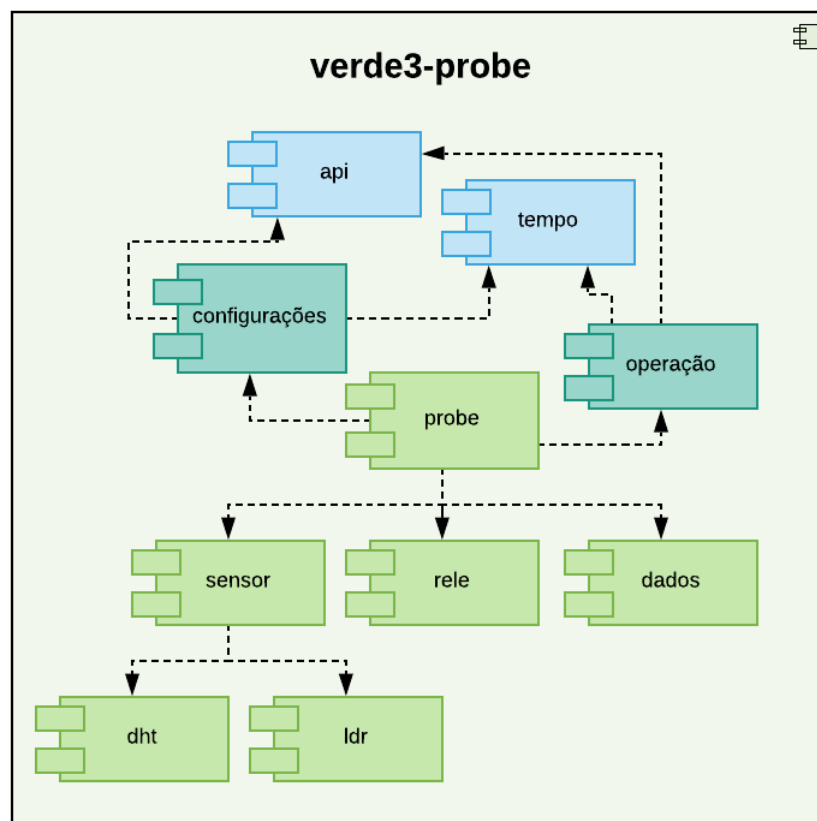 verde3-probe
api
tempo
configurações
operação
probe
sensor
rele
dados
dht
ldr